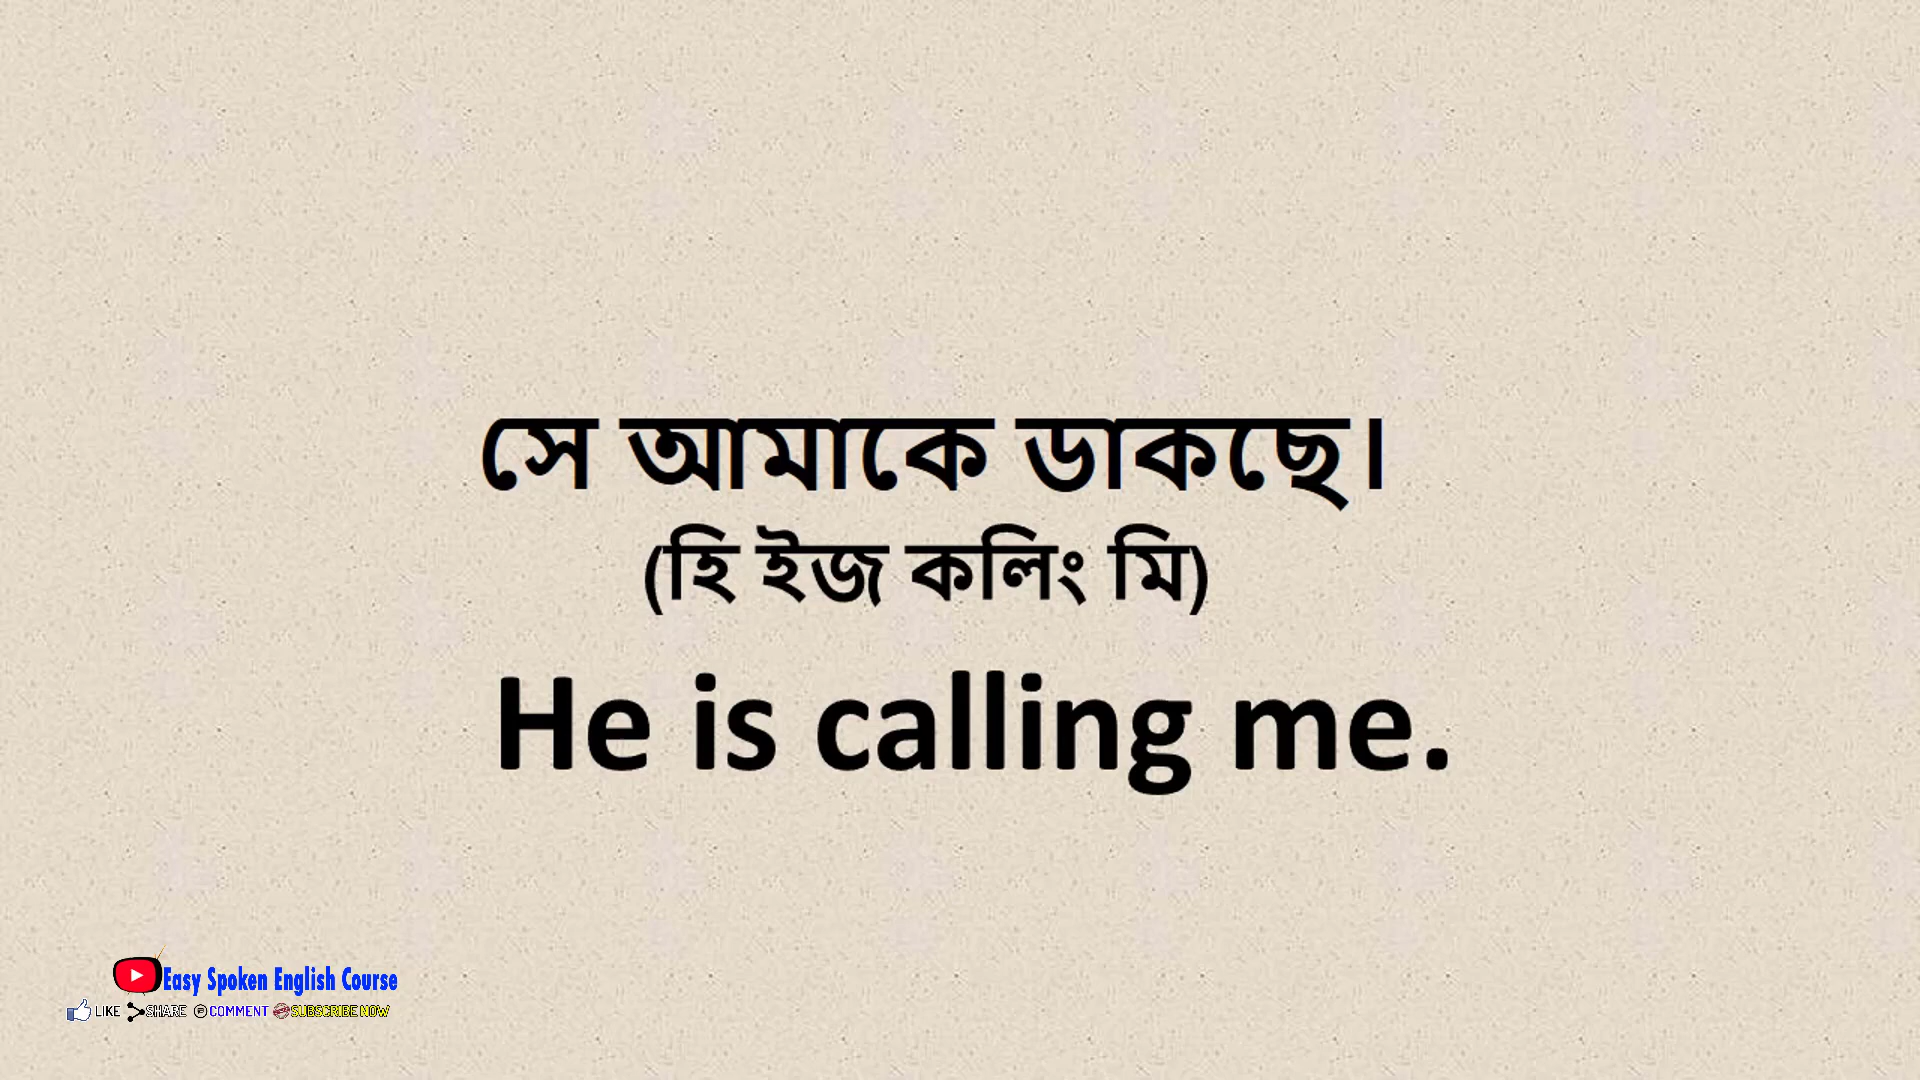 সে আমাকে ডাকছে।
(হি ইজ কলিং মি)
He is calling me.
Easy Spoken English Course
LIKE SHARE COMMENT SUBSCRIBE NOW